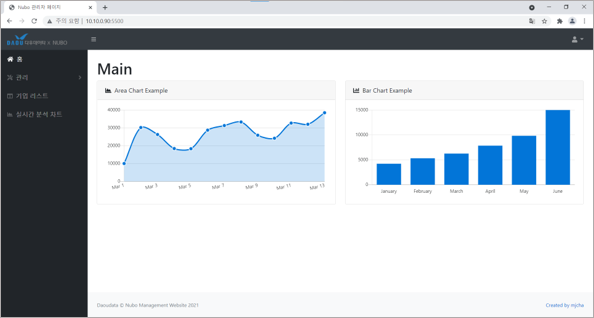 Nubo 관리자 페이지
주의 요함 | 10.10.0.90:5500
DAOU 다우데이타 X NUBO
홈
관리
기업 리스트
실시간 분석 차트
Main
Area Chart Example
40000
30000
20000
10000
0
Mar 1
Mar 3
Mar 5
Mar 7
Mar 9
Mar 11
Mar 13
Bar Chart Example
15000
10000
5000
0
January
February
March
April
May
June
Daoudata © Nubo Management Website 2021
Created by mjcha